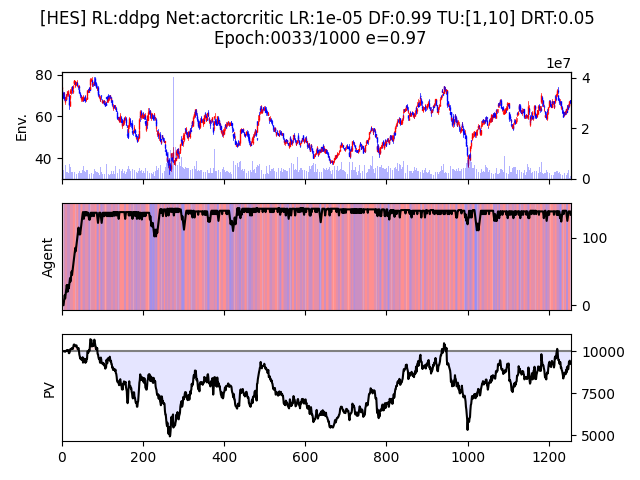 [HES] RL:ddpg Net:actorcritic LR:1e-05 DF:0.99 TU:[1,10] DRT:0.05
Epoch:0033/1000 e=0.97
1e7
80
60
40
Env.
4
2
0
Agent
100
0
PV
10000
7500
5000
0 200 400 600 800 1000 1200